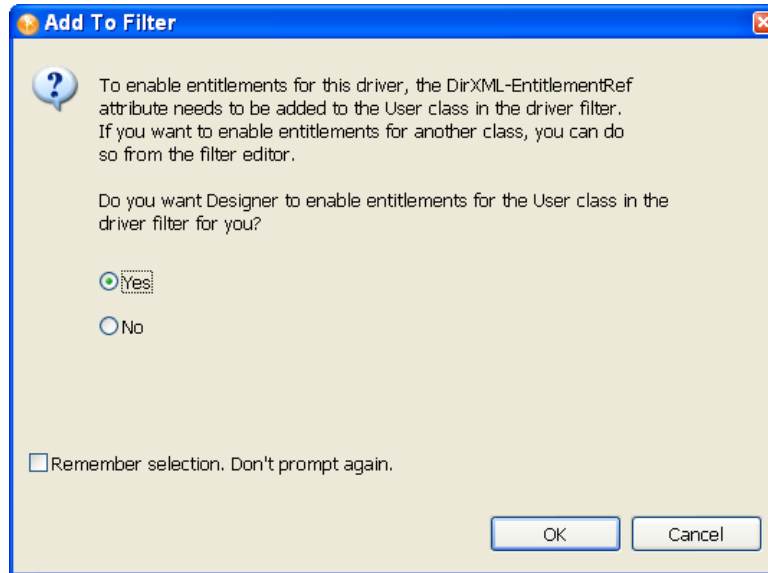 Add To Filter
To enable entitlements for this driver, the DirXML-EntitlementRef
attribute needs to be added to the User class in the driver filter.
If you want to enable entitlements for another class, you can do
so from the filter editor.
Do you want Designer to enable entitlements for the User class in the
driver filter for you?
Yes
No
Remember selection. Don't prompt again.
OK
Cancel